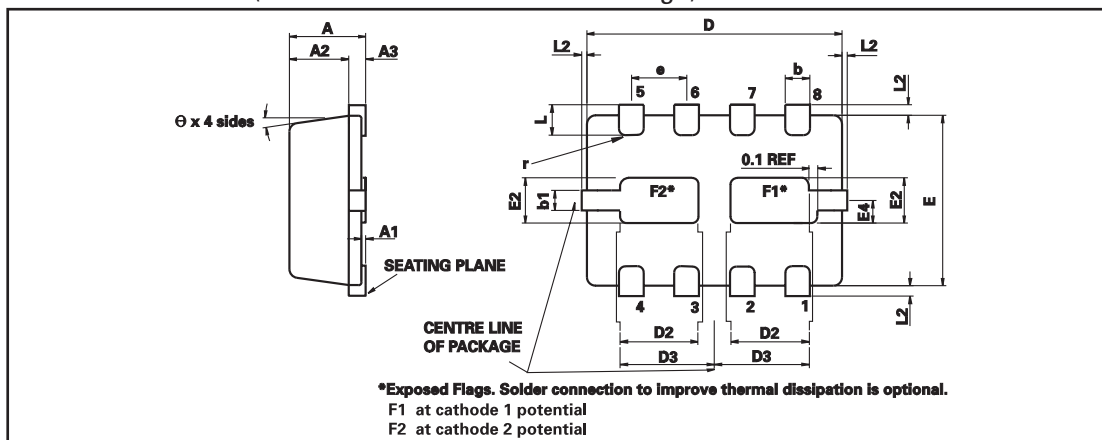 A
A2
A3
Θ x 4 sides
A1
SEATING PLANE
D
L2
L2
e
b
L2
5
6
7
8
L
r
0.1 REF
E2
b1
F2*
F1*
E4
E2
E
4
3
2
1
L2
CENTRE LINE
OF PACKAGE
D2
D2
D3
D3
*Exposed Flags. Solder connection to improve thermal dissipation is optional.
F1 at cathode 1 potential
F2 at cathode 2 potential